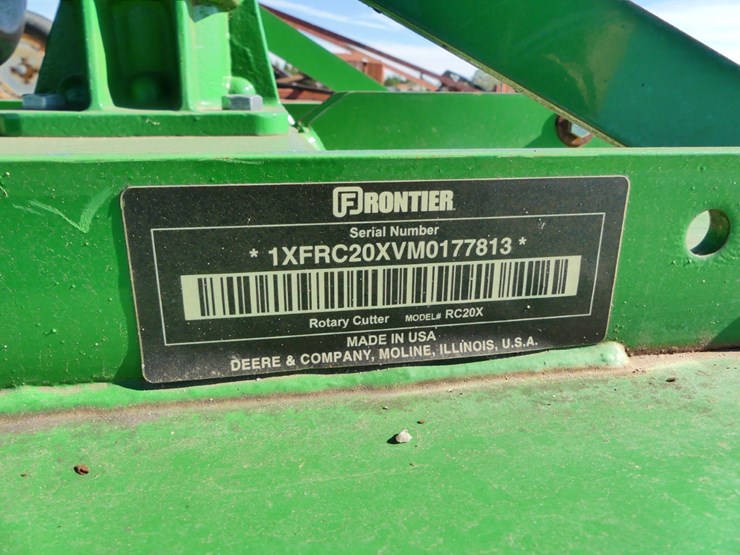 FRONTIER
Serial Number
* 1XFRC20XVM0177813 *
Rotary Cutter MODEL# RC20X
MADE IN USA
DEERE & COMPANY, MOLINE, ILLINOIS, U.S.A.